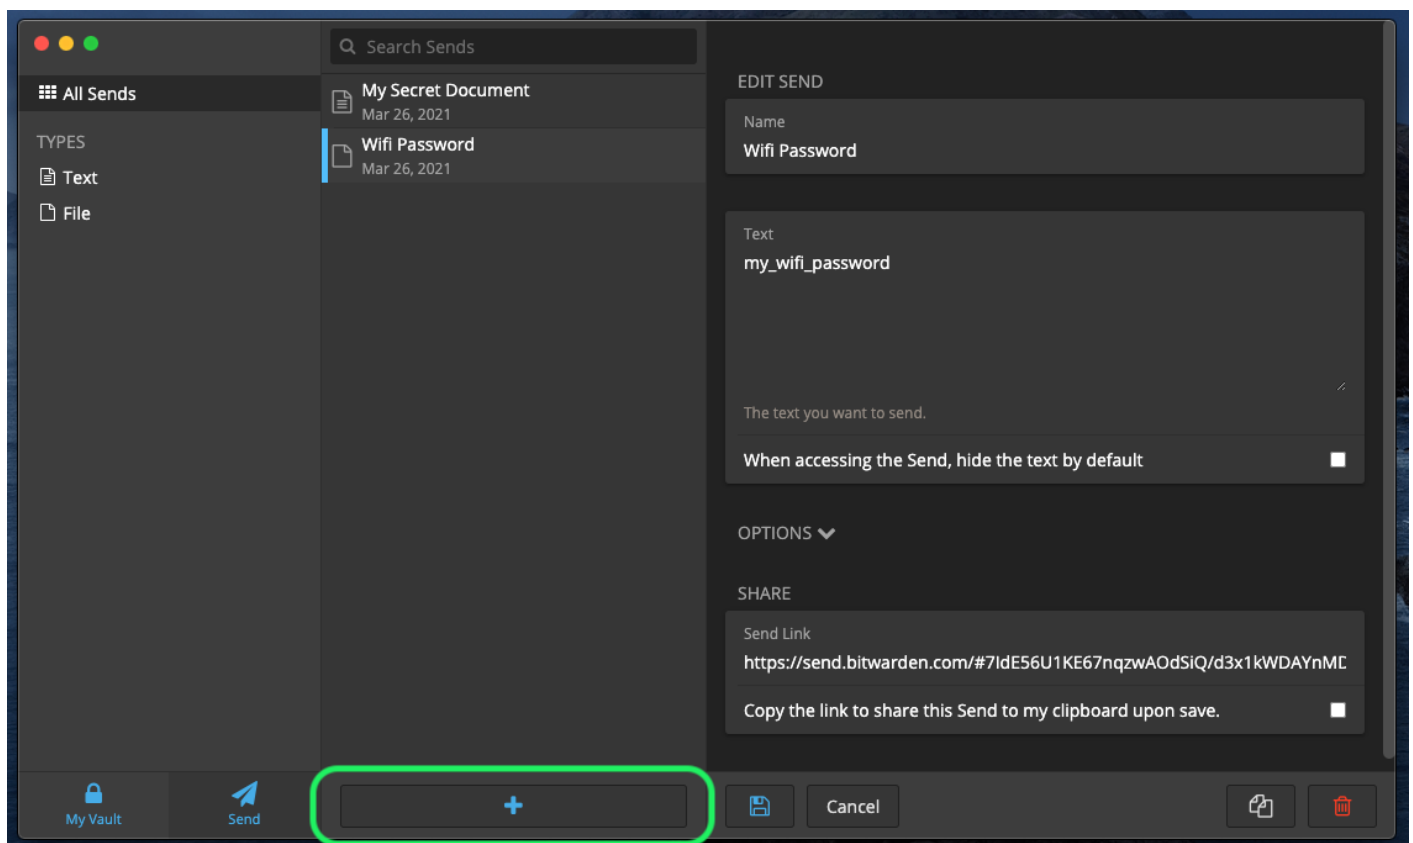 All Sends
TYPES
Text
File
My Vault
Send
Search Sends
My Secret Document
Mar 26, 2021
Wifi Password
Mar 26, 2021
EDIT SEND
Name
Wifi Password
Text
my_wifi_password
The text you want to send.
When accessing the Send, hide the text by default
OPTIONS
SHARE
Send Link
https://send.bitwarden.com/#7IdE56U1KE67nqzwAOdSiQ/d3x1kWDAYnMD
Copy the link to share this Send to my clipboard upon save.
Cancel